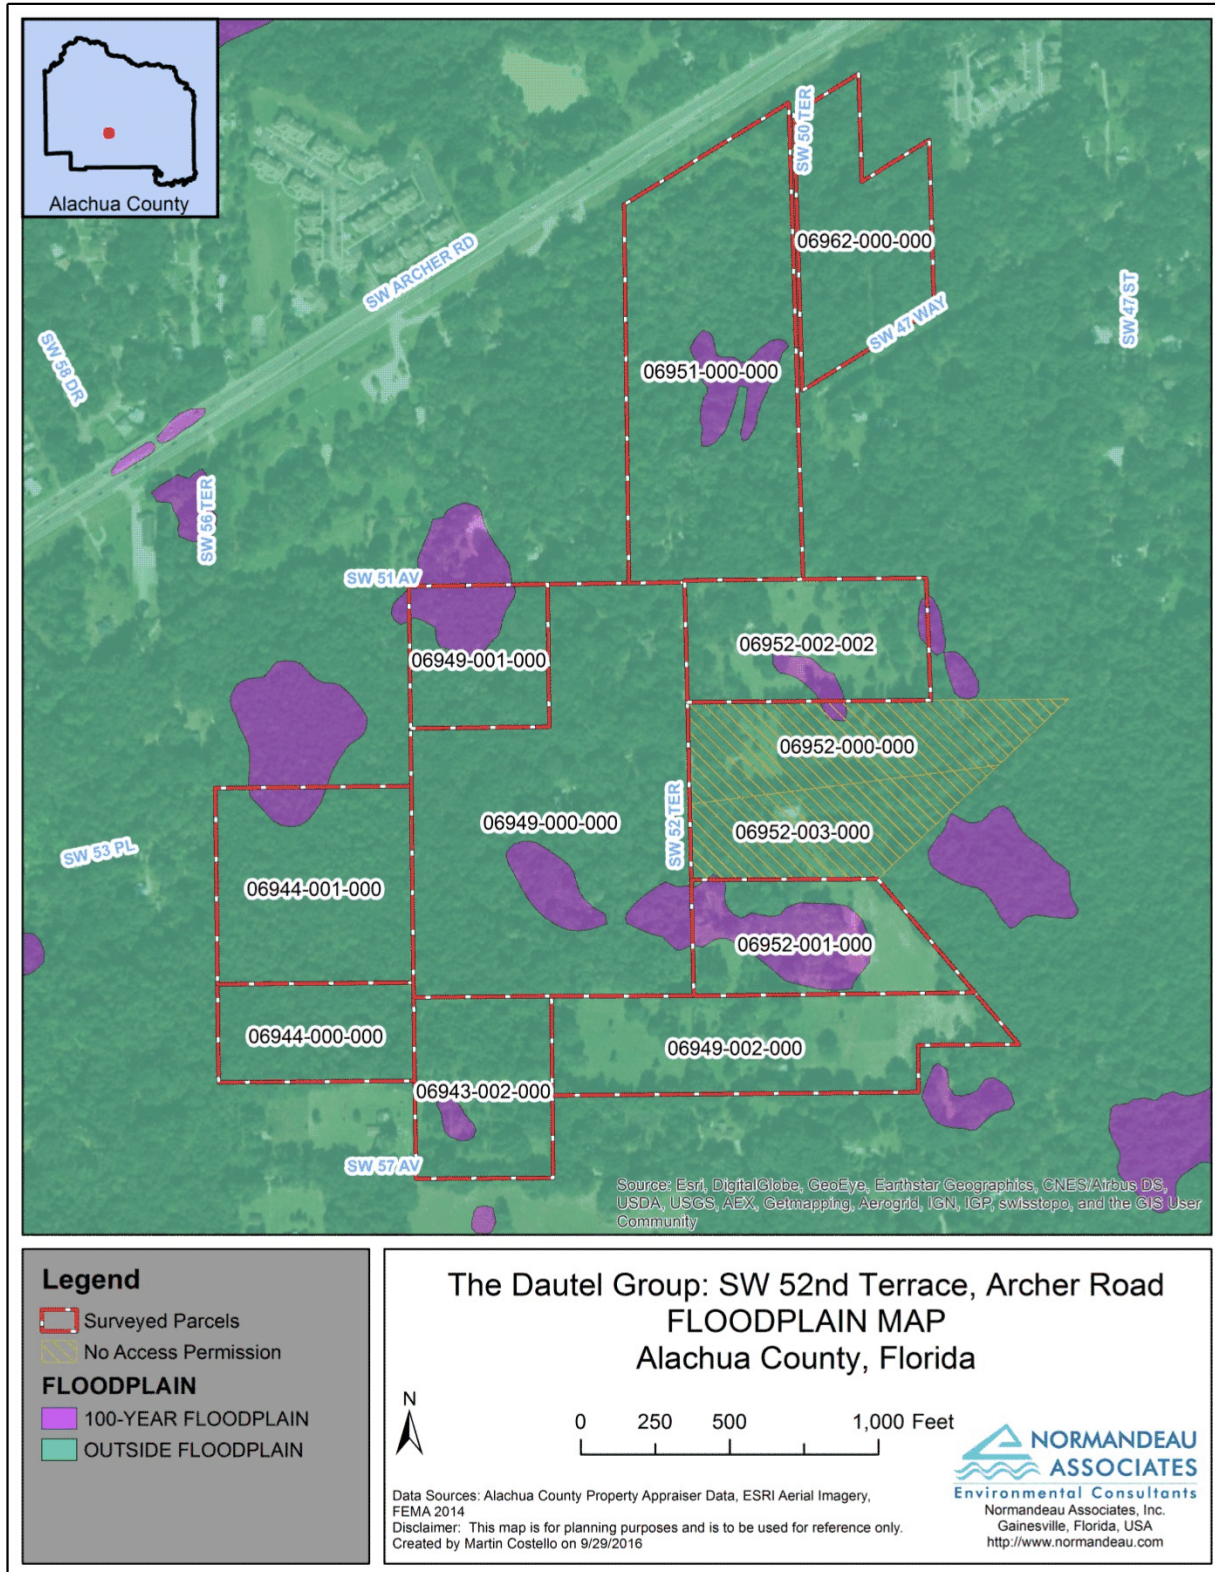 Alachua County
SW 50 TER
06962-000-000
SW ARCHER RD
SW 47 ST
SW 47 WAY
SW 58 DR
06951-000-000
SW 56 TER
SW 51 AV
06949-001-000
06952-002-002
06952-000-000
06949-000-000
SW 52 TER
06952-003-000
SW 53 PL
06944-001-000
06952-001-000
06944-000-000
06949-002-000
06943-002-000
SW 57 AV
Source: Esri, DigitalGlobe, GeoEye, Earthstar Geographics, CNES/Airbus DS,
USDA, USGS, AEX, Getmapping, Aerogrid, IGN, IGP, swisstopo, and the GIS User
Community
Legend
Surveyed Parcels
No Access Permission
FLOODPLAIN
100-YEAR FLOODPLAIN
OUTSIDE FLOODPLAIN
The Dautel Group: SW 52nd Terrace, Archer Road
FLOODPLAIN MAP
Alachua County, Florida
N
0 250 500 1,000 Feet
Data Sources: Alachua County Property Appraiser Data, ESRI Aerial Imagery,
FEMA 2014
Disclaimer: This map is for planning purposes and is to be used for reference only.
Created by Martin Costello on 9/29/2016
NORMANDEAU
ASSOCIATES
Environmental Consultants
Normandeau Associates, Inc.
Gainesville, Florida, USA
http://www.normandeau.com